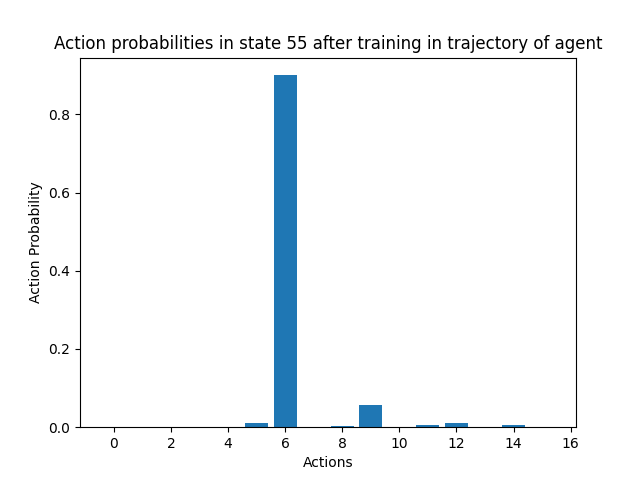 Action probabilities in state 55 after training in trajectory of agent
Action Probability
0.8
0.6
0.4
0.2
0.0
0 2 4 6 8 10 12 14 16
Actions